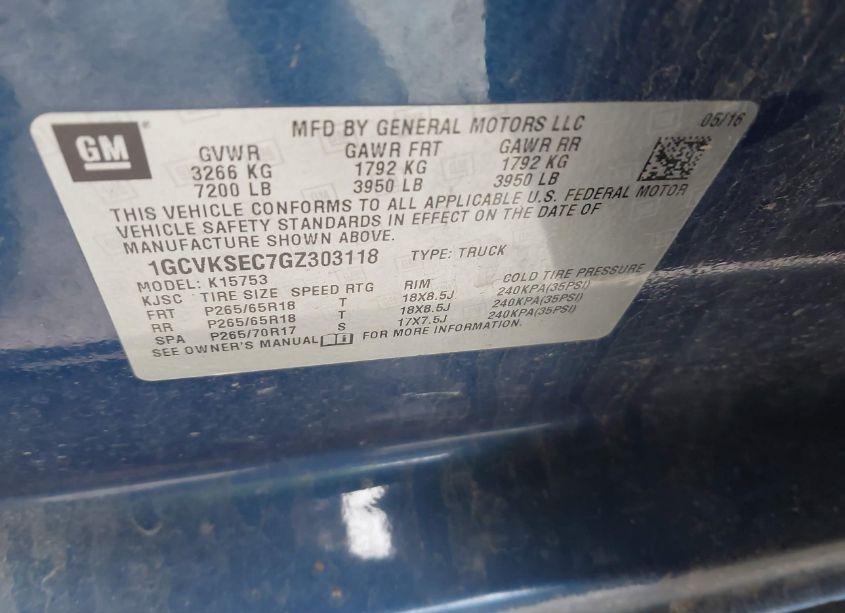 GM
MFD BY GENERAL MOTORS LLC 05/16
GVWR GAWR FRT GAWR RR
3266 KG 1792 KG 1792 KG
7200 LB 3950 LB 3950 LB
THIS VEHICLE CONFORMS TO ALL APPLICABLE U.S. FEDERAL MOTOR
VEHICLE SAFETY STANDARDS IN EFFECT ON THE DATE OF
MANUFACTURE SHOWN ABOVE.
1GCVKSEC7GZ303118 TYPE: TRUCK
MODEL: K15753
KJSC TIRE SIZE SPEED RTG RIM COLD TIRE PRESSURE
FRT P265/65R18 T 18X8.5J 240KPA(35PSI)
RR P265/65R18 T 18X8.5J 240KPA(35PSI)
SPA P265/70R17 S 17X7.5J 240KPA(35PSI)
SEE OWNER'S MANUAL FOR MORE INFORMATION.